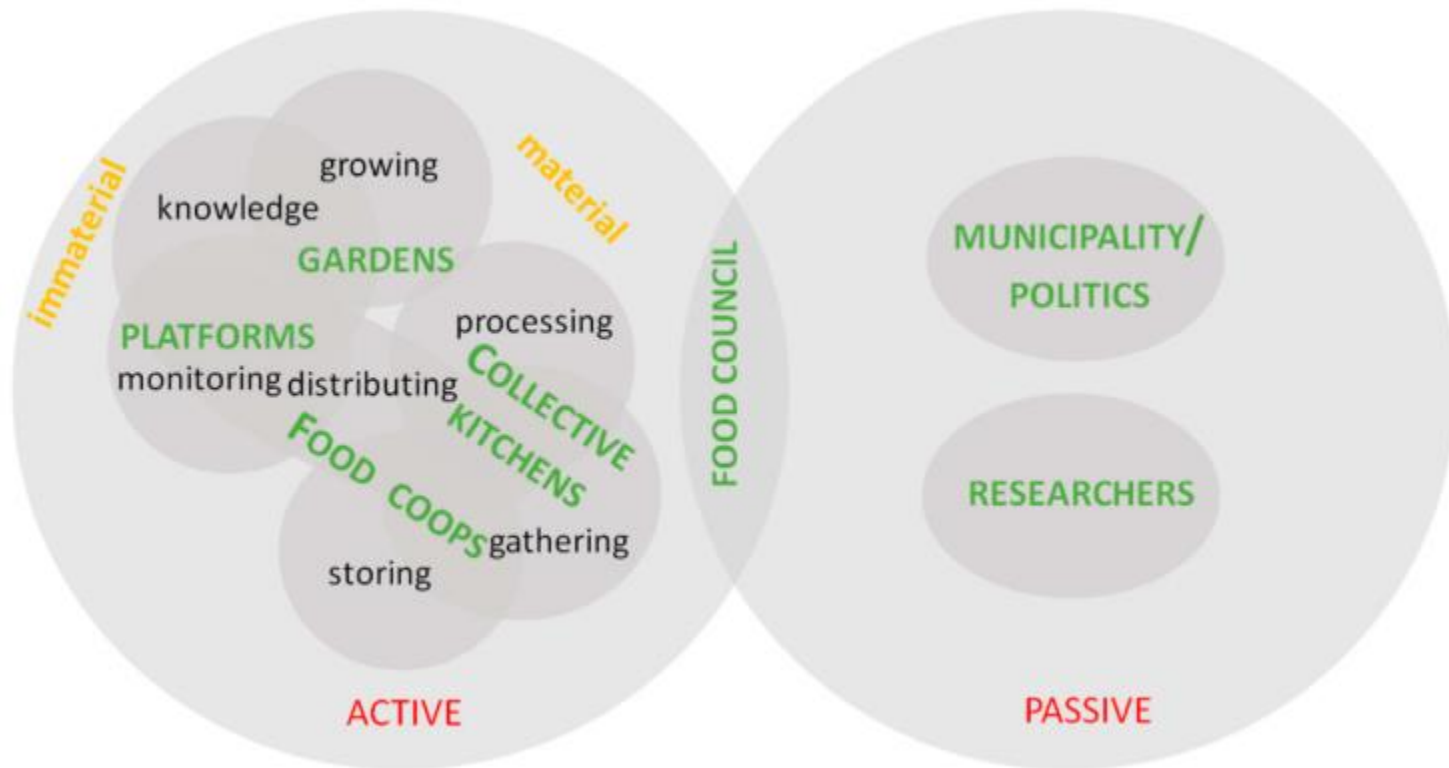 immaterial
material
growing
knowledge
GARDENS
PLATFORMS
monitoring
distributing
processing
COLLECTIVE
KITCHENS
FOOD COOPS
gathering
storing
ACTIVE
FOOD COUNCIL
MUNICIPALITY/
POLITICS
RESEARCHERS
PASSIVE